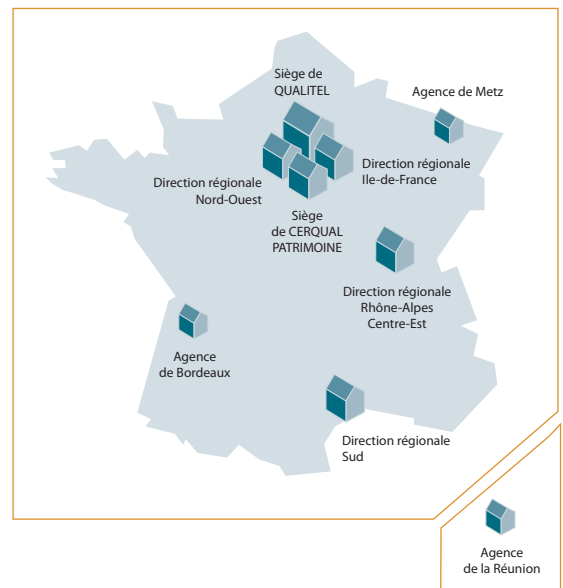 Siège de
QUALITEL
Agence de Metz
Direction régionale
Ile-de-France
Direction régionale
Nord-Ouest
Siège
de CERQUAL
PATRIMOINE
Direction régionale
Rhône-Alpes
Centre-Est
Agence
de Bordeaux
Direction régionale
Sud
Agence
de la Réunion